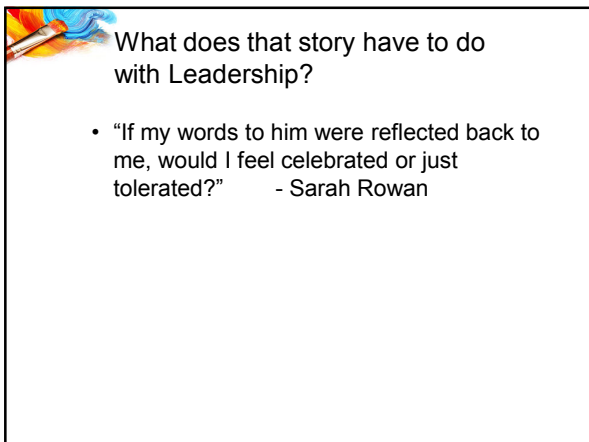 What does that story have to do
with Leadership?
• “If my words to him were reflected back to
me, would I feel celebrated or just
tolerated?” - Sarah Rowan